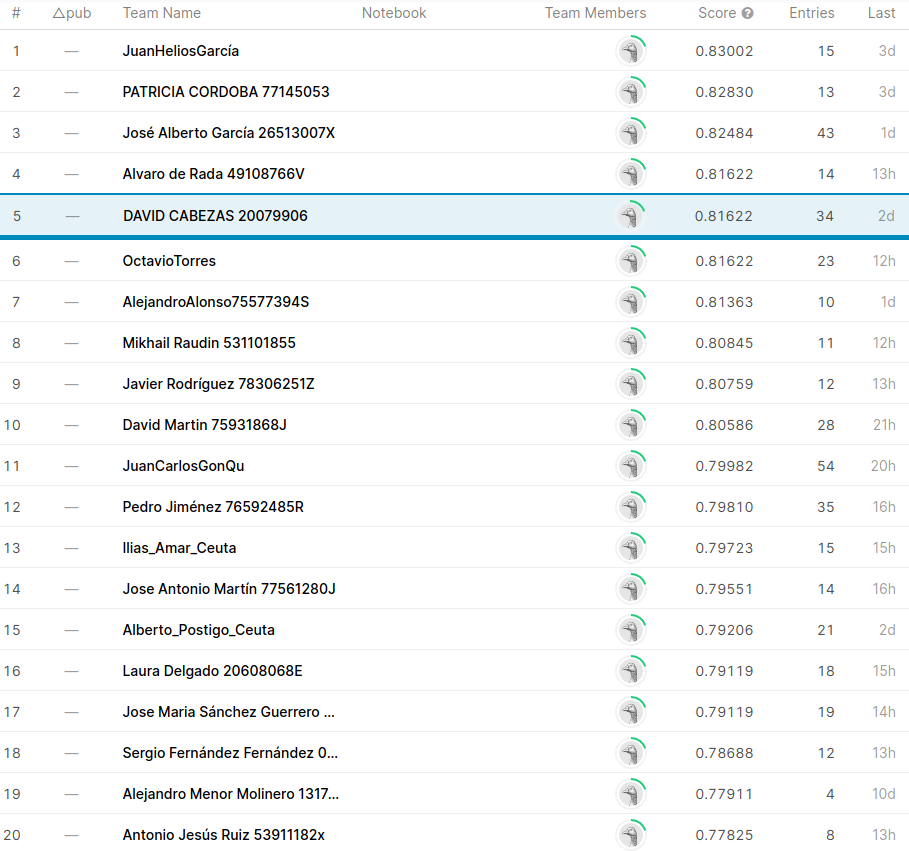 # △pub Team Name Notebook Team Members Score Entries Last
1 — JuanHeliosGarcía 0.83002 15 3d
2 — PATRICIA CORDOBA 77145053 0.82830 13 3d
3 — José Alberto García 26513007X 0.82484 43 1d
4 — Alvaro de Rada 49108766V 0.81622 14 13h
5 — DAVID CABEZAS 20079906 0.81622 34 2d
6 — OctavioTorres 0.81622 23 12h
7 — AlejandroAlonso75577394S 0.81363 10 1d
8 — Mikhail Raudin 531101855 0.80845 11 12h
9 — Javier Rodríguez 78306251Z 0.80759 12 13h
10 — David Martin 75931868J 0.80586 28 21h
11 — JuanCarlosGonQu 0.79982 54 20h
12 — Pedro Jiménez 76592485R 0.79810 35 16h
13 — Ilias_Amar_Ceuta 0.79723 15 15h
14 — Jose Antonio Martín 77561280J 0.79551 14 16h
15 — Alberto_Postigo_Ceuta 0.79206 21 2d
16 — Laura Delgado 20608068E 0.79119 18 15h
17 — Jose Maria Sánchez Guerrero ... 0.79119 19 14h
18 — Sergio Fernández Fernández 0... 0.78688 12 13h
19 — Alejandro Menor Molinero 1317... 0.77911 4 10d
20 — Antonio Jesús Ruiz 53911182x 0.77825 8 13h